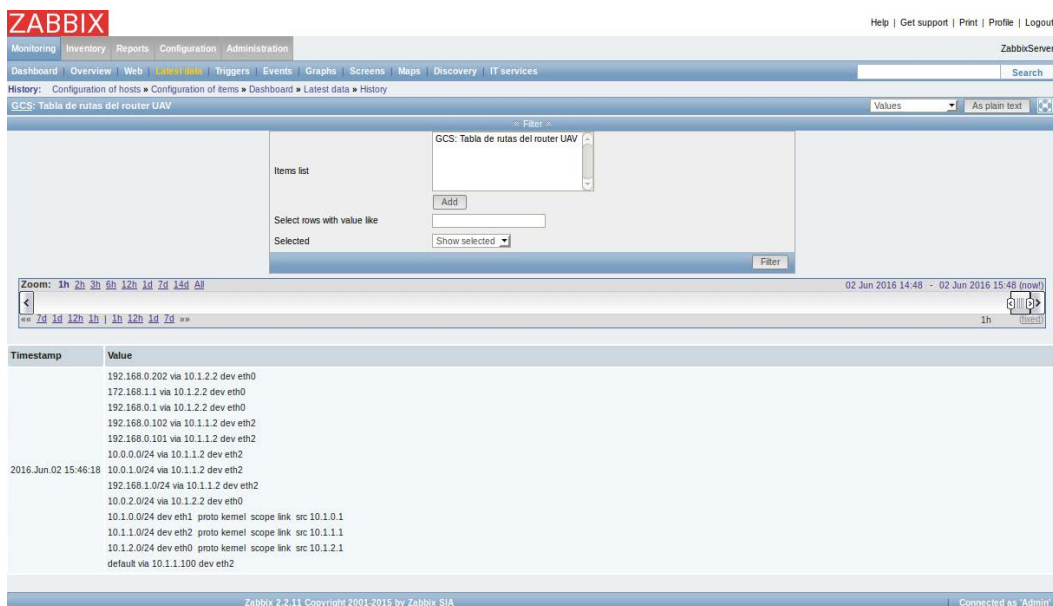 ZABBIX
Help | Get support | Print | Profile | Logout
Monitoring Inventory Reports Configuration Administration
ZabbixServer
Dashboard | Overview | Web | Latest data | Triggers | Events | Graphs | Screens | Maps | Discovery | IT services
Search
History: Configuration of hosts » Configuration of items » Dashboard » Latest data » History
GCS: Tabla de rutas del router UAV
Values
As plain text
« Filter »
Items list
GCS: Tabla de rutas del router UAV
Add
Select rows with value like
Selected
Show selected
Filter
Zoom: 1h 2h 3h 6h 12h 1d 7d 14d All
02 Jun 2016 14:48 - 02 Jun 2016 15:48 (now!)
«« 7d 1d 12h 1h | 1h 12h 1d 7d »»
1h (fixed)
Timestamp Value
192.168.0.202 via 10.1.2.2 dev eth0
172.168.1.1 via 10.1.2.2 dev eth0
192.168.0.1 via 10.1.2.2 dev eth0
192.168.0.102 via 10.1.1.2 dev eth2
192.168.0.101 via 10.1.1.2 dev eth2
10.0.0.0/24 via 10.1.1.2 dev eth2
2016.Jun.02 15:46:18 10.0.1.0/24 via 10.1.1.2 dev eth2
192.168.1.0/24 via 10.1.1.2 dev eth2
10.0.2.0/24 via 10.1.2.2 dev eth0
10.1.0.0/24 dev eth1 proto kernel scope link src 10.1.0.1
10.1.1.0/24 dev eth2 proto kernel scope link src 10.1.1.1
10.1.2.0/24 dev eth0 proto kernel scope link src 10.1.2.1
default via 10.1.1.100 dev eth2
Zabbix 2.2.11 Copyright 2001-2015 by Zabbix SIA
| Connected as 'Admin'